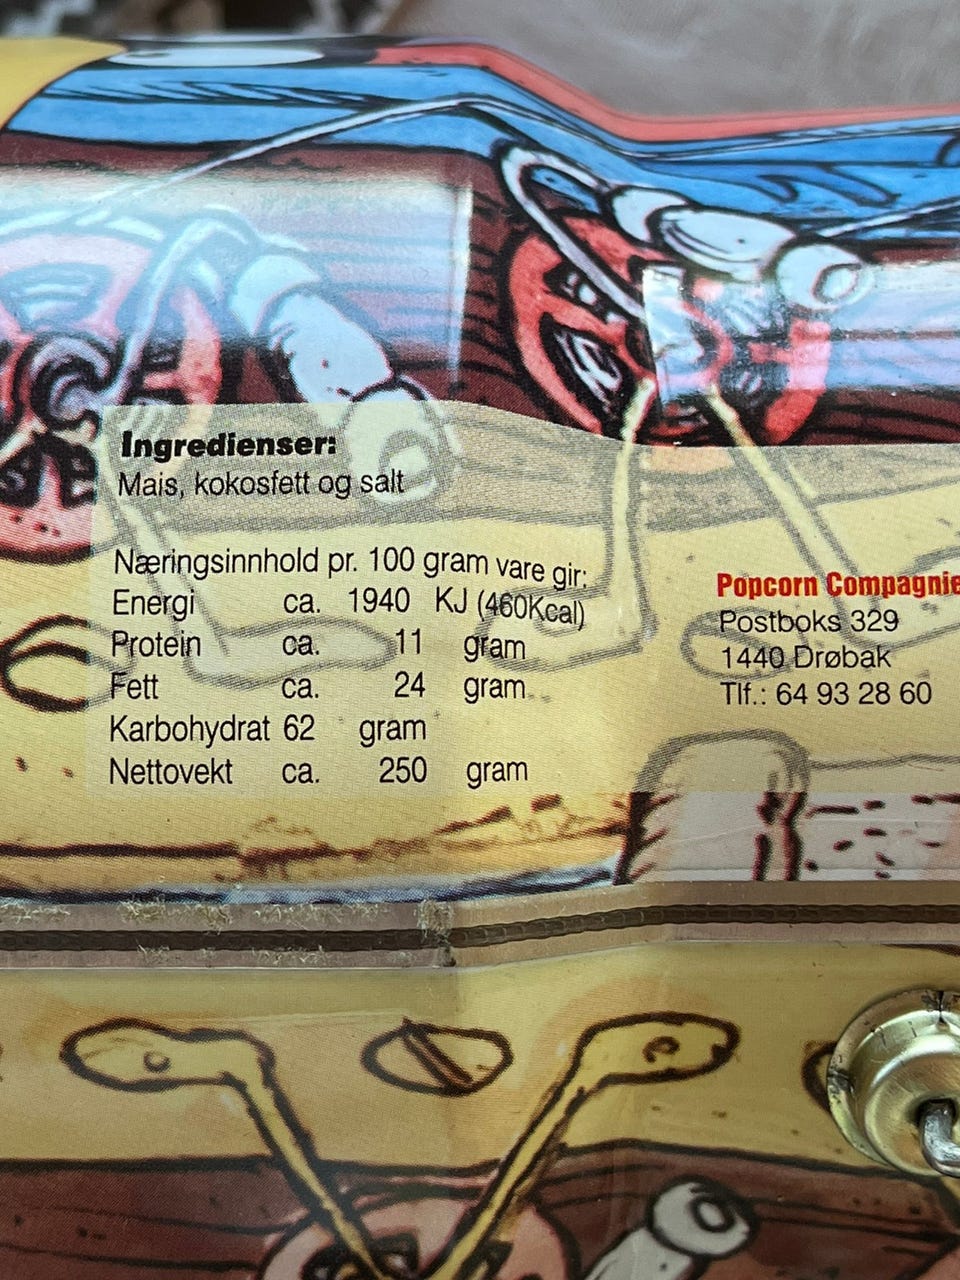 Ingredienser:
Mais, kokosfett og salt
Næringsinnhold pr. 100 gram vare gir:
Energi ca. 1940 KJ (460Kcal)
Protein ca. 11 gram
Fett ca. 24 gram
Karbohydrat 62 gram
Nettovekt ca. 250 gram
Popcorn Compagnie
Postboks 329
1440 Drøbak
Tlf.: 64 93 28 60